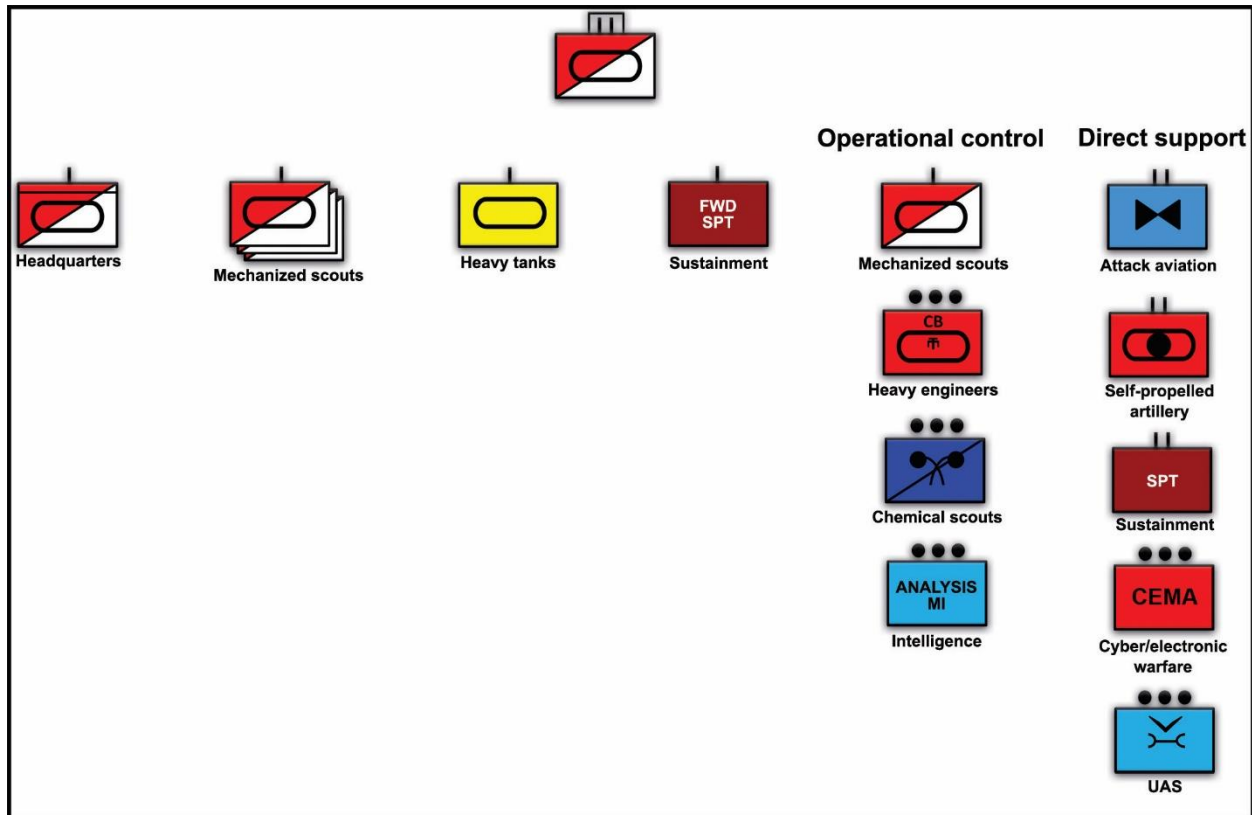 Operational control
Direct support
Headquarters
Mechanized scouts
Heavy tanks
FWD
SPT
Sustainment
Mechanized scouts
Attack aviation
CB
Heavy engineers
Self-propelled
artillery
Chemical scouts
SPT
Sustainment
ANALYSIS
MI
Intelligence
CEMA
Cyber/electronic
warfare
UAS